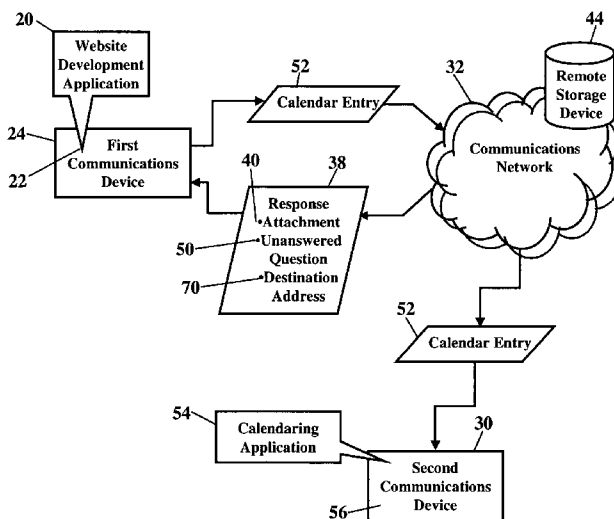 20
Website
Development
Application
24
22
First
Communications
Device
52
Calendar Entry
32
44
Remote
Storage
Device
Communications
Network
38
40
50
70
Response
•Attachment
•Unanswered
Question
•Destination
Address
52
Calendar Entry
54
Calendaring
Application
30
Second
Communications
Device
56